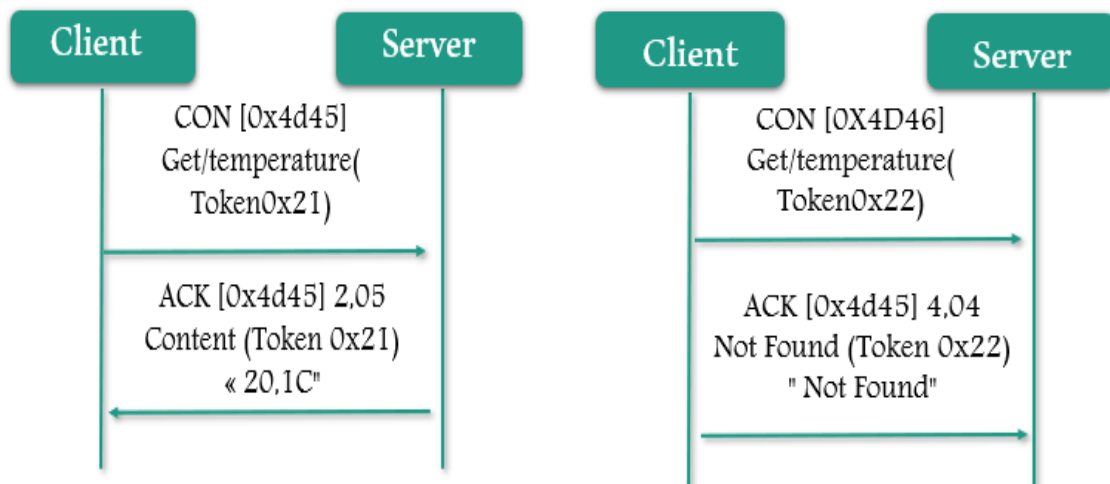 Client
Server
CON [0x4d45]
Get/temperature(
Token0x21)
ACK [0x4d45] 2,05
Content (Token 0x21)
« 20,1C"
Client
Server
CON [0X4D46]
Get/temperature(
Token0x22)
ACK [0x4d45] 4,04
Not Found (Token 0x22)
" Not Found"